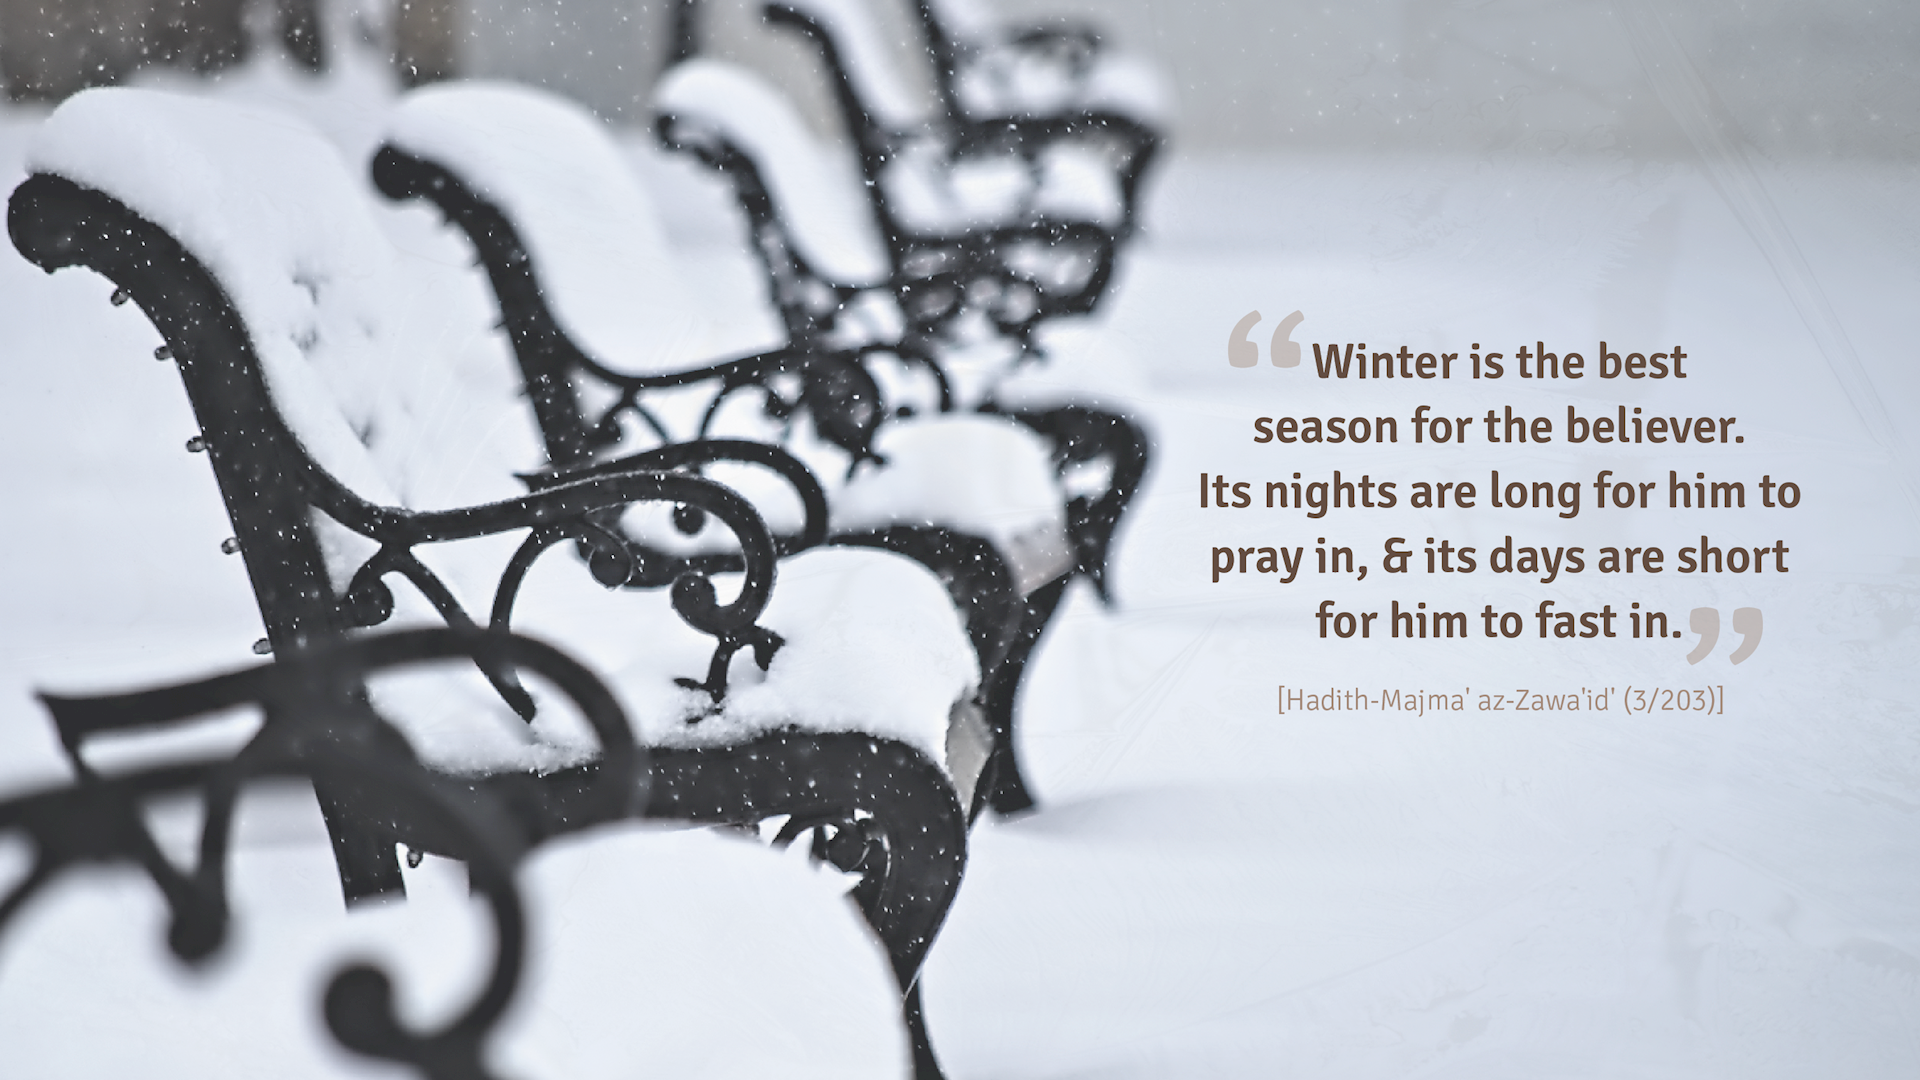 “Winter is the best
season for the believer.
Its nights are long for him to
pray in, & its days are short
for him to fast in.”
[Hadith-Majma' az-Zawa'id' (3/203)]